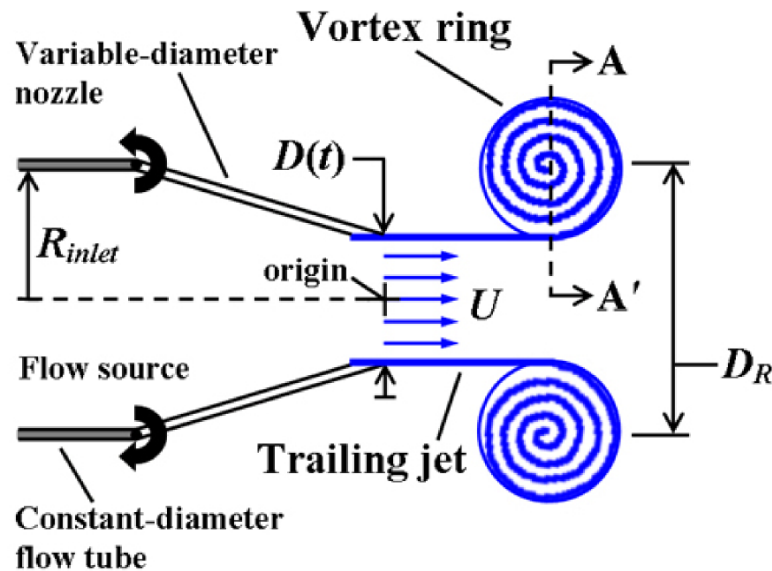 Vortex ring
A
Variable-diameter
nozzle
D(t)
R_inlet
origin
U
A′
Flow source
D_R
Trailing jet
Constant-diameter
flow tube